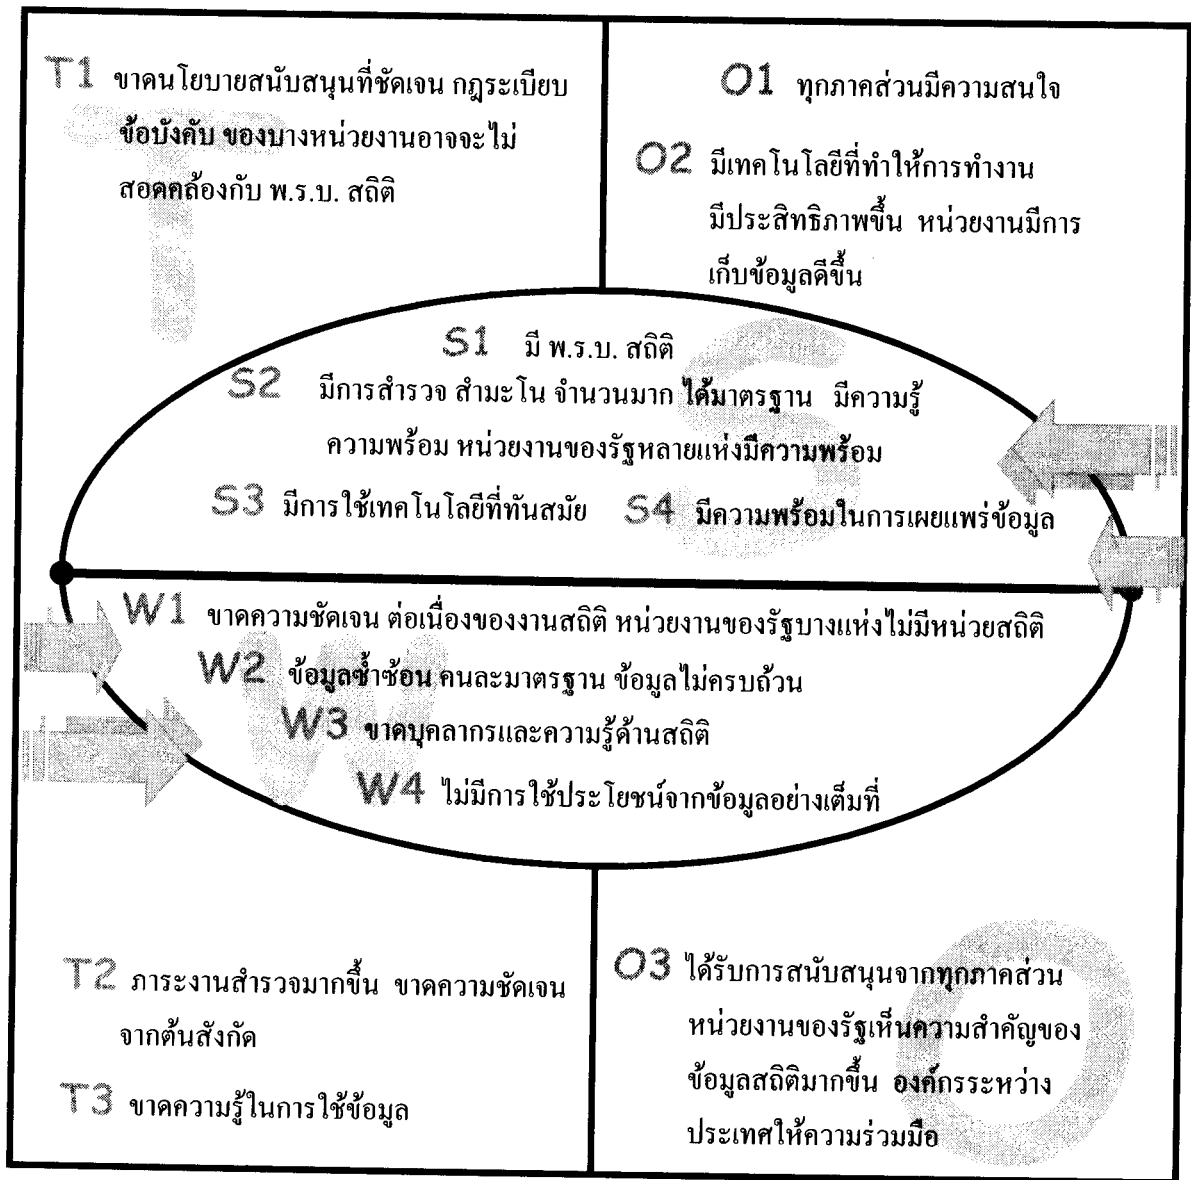 T1 ขาดนโยบายสนับสนุนที่ชัดเจน กฎระเบียบ
ข้อบังคับ ของบางหน่วยงานอาจจะไม่
สอดคล้องกับ พ.ร.บ. สถิติ
T
O1 ทุกภาคส่วนมีความสนใจ
O2 มีเทคโนโลยีที่ทำให้การทำงาน
มีประสิทธิภาพขึ้น หน่วยงานมีการ
เก็บข้อมูลดีขึ้น
S
S1 มี พ.ร.บ. สถิติ
S2 มีการสำรวจ สำมะโน จำนวนมาก ได้มาตรฐาน มีความรู้
ความพร้อม หน่วยงานของรัฐหลายแห่งมีความพร้อม
S3 มีการใช้เทคโนโลยีที่ทันสมัย S4 มีความพร้อมในการเผยแพร่ข้อมูล
W1 ขาดความชัดเจน ต่อเนื่องของงานสถิติ หน่วยงานของรัฐบางแห่งไม่มีหน่วยสถิติ
W2 ข้อมูลซ้ำซ้อน คนละมาตรฐาน ข้อมูลไม่ครบถ้วน
W3 ขาดบุคลากรและความรู้ด้านสถิติ
W4 ไม่มีการใช้ประโยชน์จากข้อมูลอย่างเต็มที่
W
T2 ภาระงานสำรวจมากขึ้น ขาดความชัดเจน
จากต้นสังกัด
T3 ขาดความรู้ในการใช้ข้อมูล
O3 ได้รับการสนับสนุนจากทุกภาคส่วน
หน่วยงานของรัฐเห็นความสำคัญของ
ข้อมูลสถิติมากขึ้น องค์กรระหว่าง
ประเทศให้ความร่วมมือ
O